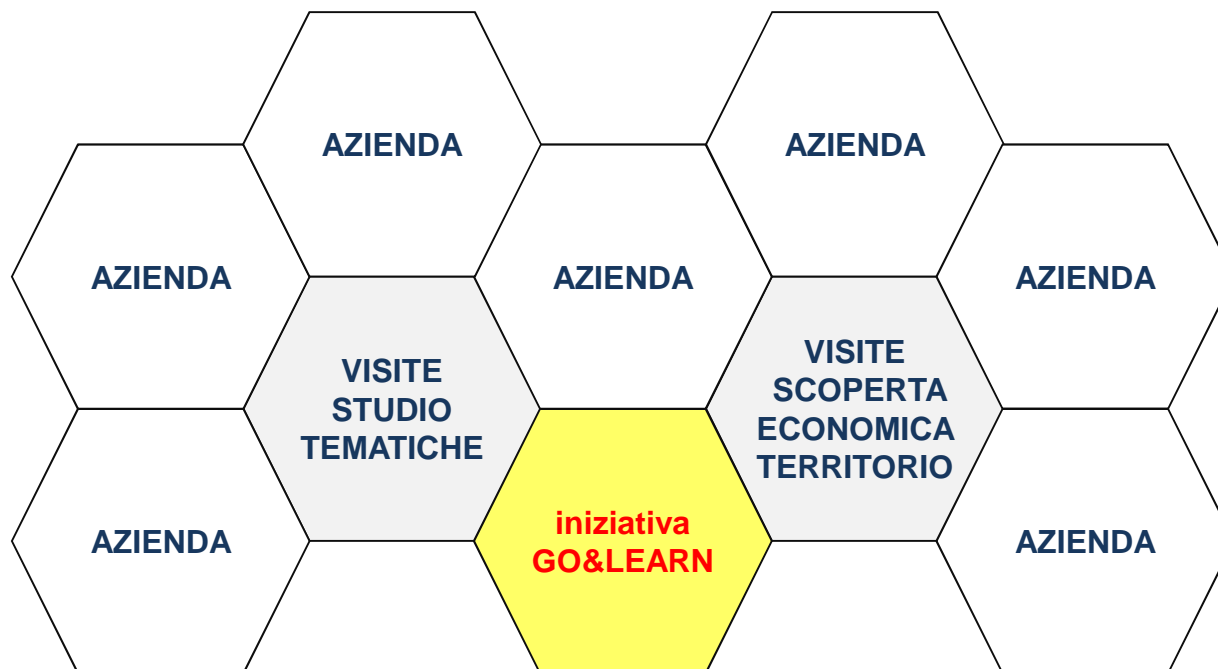 AZIENDA
AZIENDA
AZIENDA
AZIENDA
AZIENDA
VISITE
STUDIO
TEMATICHE
VISITE
SCOPERTA
ECONOMICA
TERRITORIO
AZIENDA
iniziativa
GO&LEARN
AZIENDA